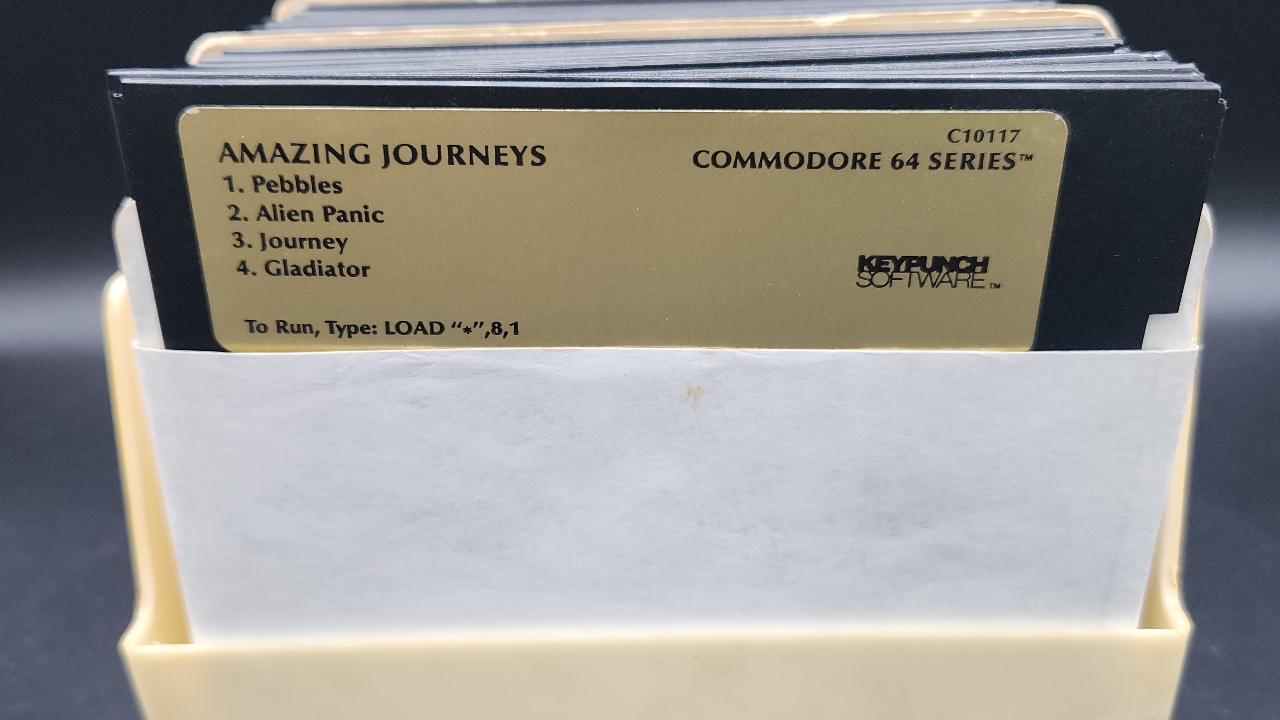 C10117
AMAZING JOURNEYS
COMMODORE 64 SERIES™
1. Pebbles
2. Alien Panic
3. Journey
4. Gladiator
KEYPUNCH
SOFTWARE™
To Run, Type: LOAD “*”,8,1